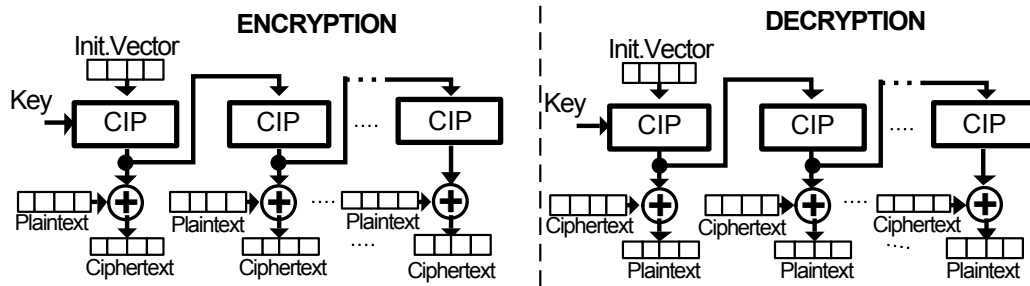 ENCRYPTION
Init.Vector
Key
CIP
CIP
....
CIP
Plaintext
Plaintext
....
Plaintext
Ciphertext
Ciphertext
....
Ciphertext
DECRYPTION
Init.Vector
Key
CIP
CIP
....
CIP
Ciphertext
Ciphertext
....
Ciphertext
Plaintext
Plaintext
....
Plaintext